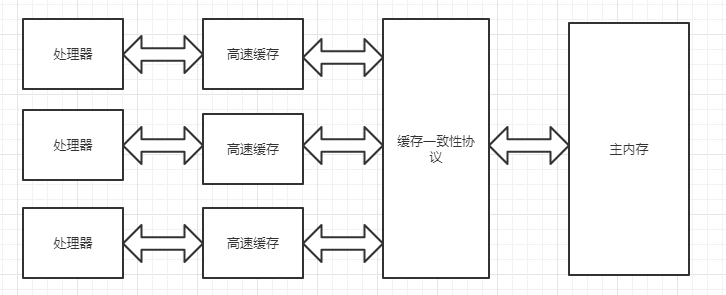 处理器
高速缓存
处理器
高速缓存
处理器
高速缓存
缓存一致性协
议
主内存